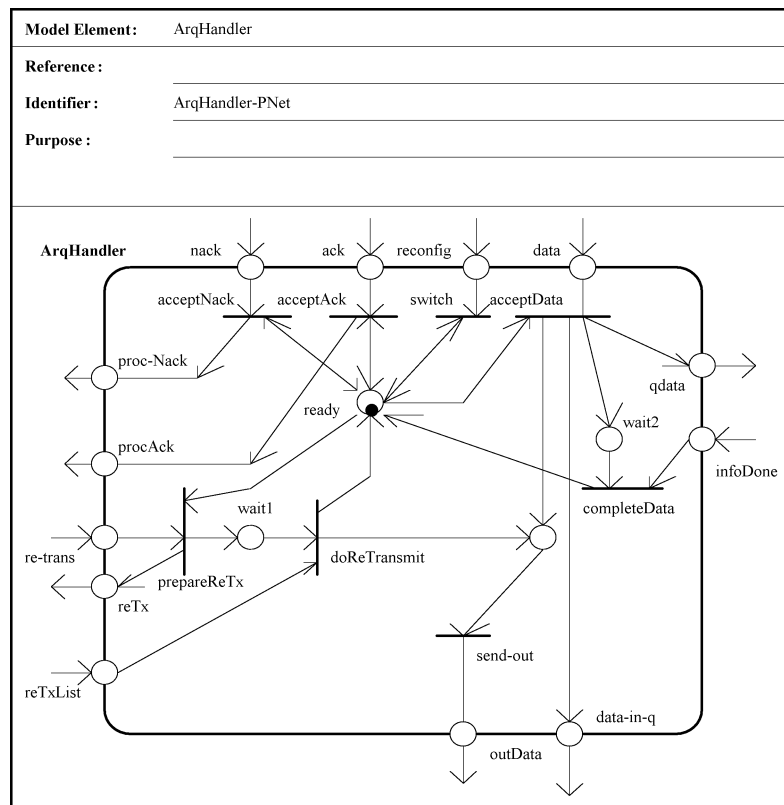 Model Element: ArqHandler
Reference:
Identifier: ArqHandler-PNet
Purpose:
ArqHandler
nack ack reconfig data
acceptNack acceptAck switch acceptData
proc-Nack
qdata
ready
wait2
procAck
infoDone
wait1
completeData
re-trans
prepareReTx
doReTransmit
reTx
send-out
reTxList
data-in-q
outData